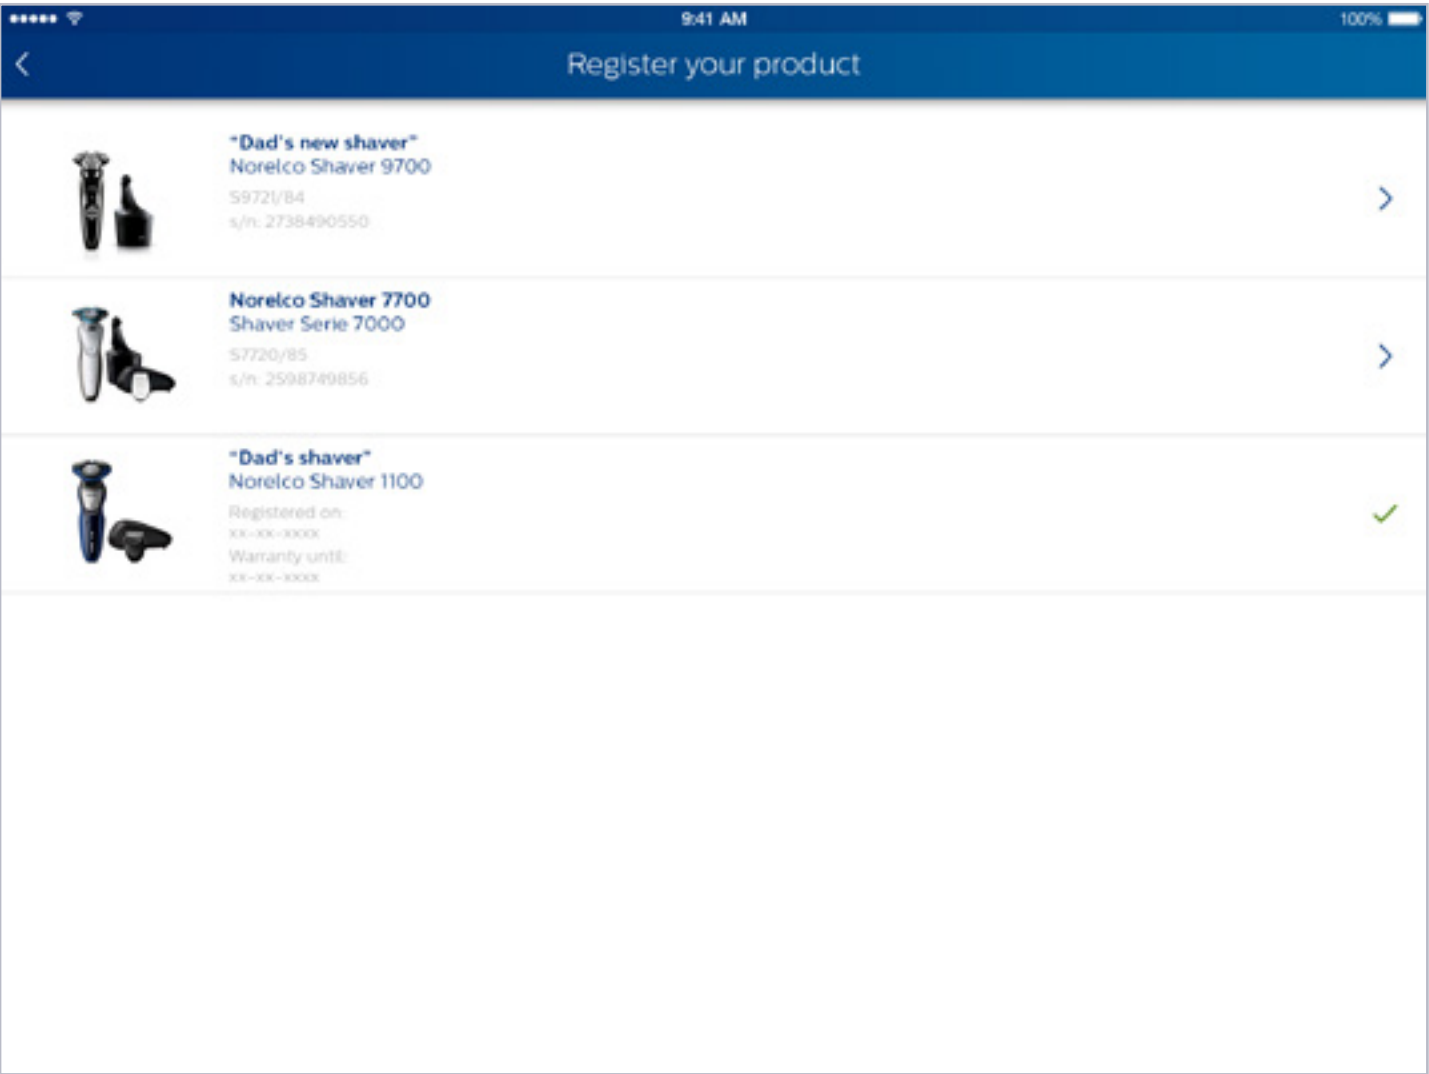 9:41 AM
100%
Register your product
"Dad's new shaver"
Norelco Shaver 9700
S9721/84
s/n: 2738490550
Norelco Shaver 7700
Shaver Serie 7000
S7720/85
s/n: 2598749856
"Dad's shaver"
Norelco Shaver 1100
Registered on:
xx-xx-xxxx
Warranty until:
xx-xx-xxxx